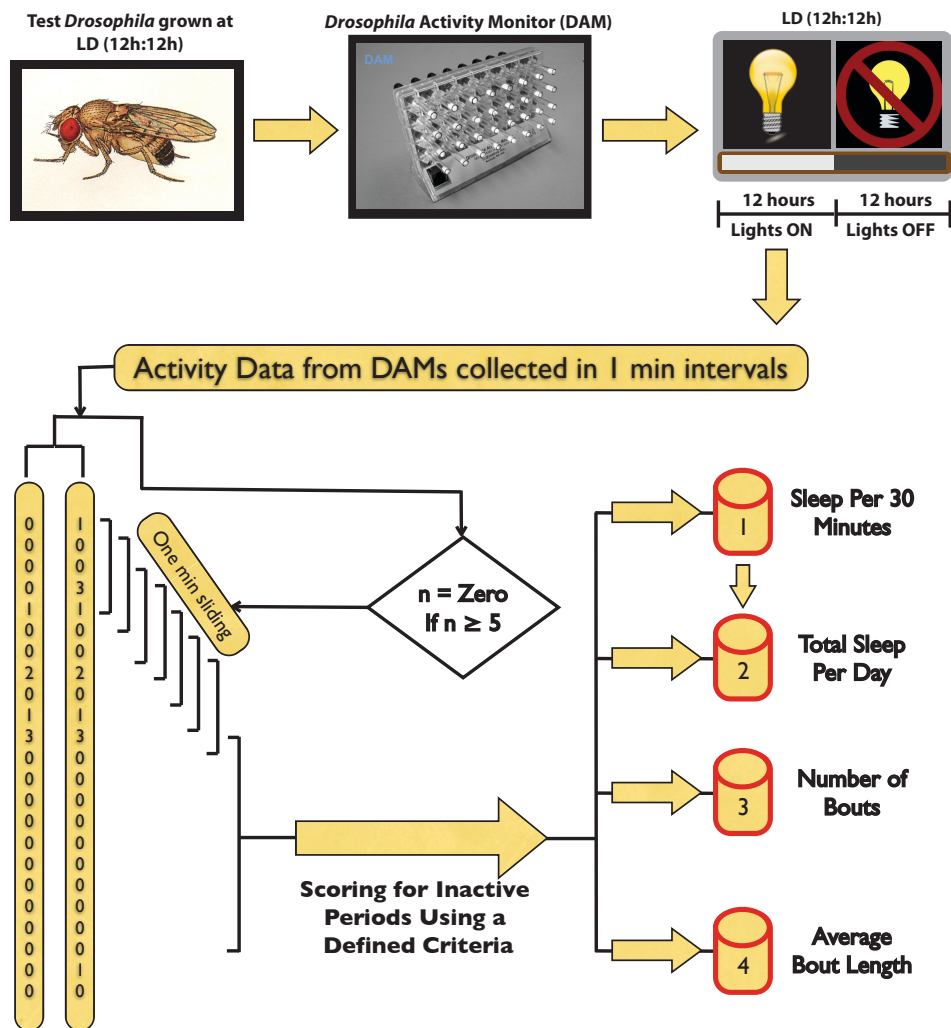 Test Drosophila grown at
LD (12h:12h)
Drosophila Activity Monitor (DAM)
DAM
LD (12h:12h)
12 hours
Lights ON
12 hours
Lights OFF
Activity Data from DAMs collected in 1 min intervals
0 1
0 0
0 0
0 3
1 1
0 0
0 0
2 2
0 0
1 1
3 3
0 0
0 0
0 0
0 0
0 0
0 0
0 0
0 0
0 0
0 0
0 1
0 0
One min sliding
n = Zero
If n ≥ 5
Scoring for Inactive
Periods Using a
Defined Criteria
1
Sleep Per 30
Minutes
2
Total Sleep
Per Day
3
Number of
Bouts
4
Average
Bout Length